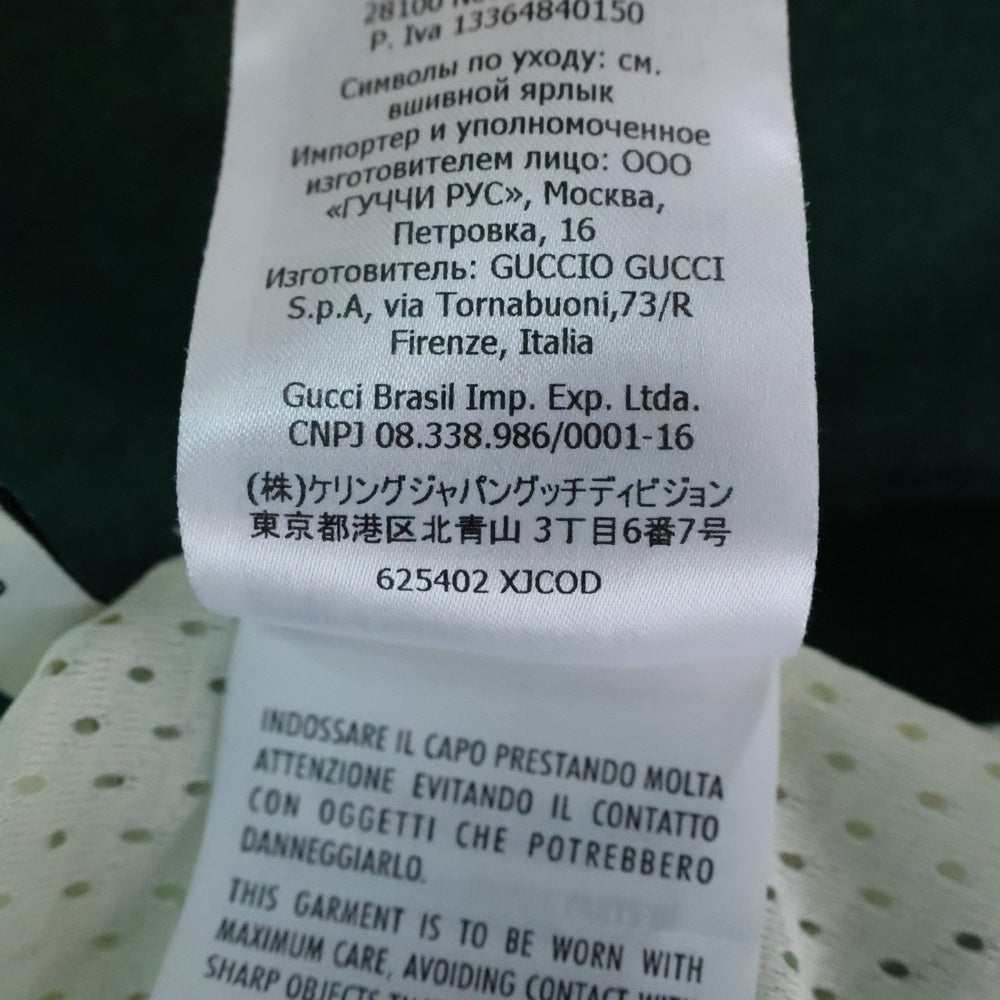 28100
P. Iva 13364840150
Символы по уходу: см.
вшивной ярлык
Импортер и уполномоченное
изготовителем лицо: ООО
«ГУЧЧИ РУС», Москва,
Петровка, 16
Изготовитель: GUCCIO GUCCI
S.p.A, via Tornabuoni,73/R
Firenze, Italia
Gucci Brasil Imp. Exp. Ltda.
CNPJ 08.338.986/0001-16
(株)ケリングジャパングッチディビジョン
東京都港区北青山 3丁目6番7号
625402 XJCOD
INDOSSARE IL CAPO PRESTANDO MOLTA
ATTENZIONE EVITANDO IL CONTATTO
CON OGGETTI CHE POTREBBERO
DANNEGGIARLO.
THIS GARMENT IS TO BE WORN WITH
MAXIMUM CARE, AVOIDING CONTACT WITH
SHARP OBJECTS